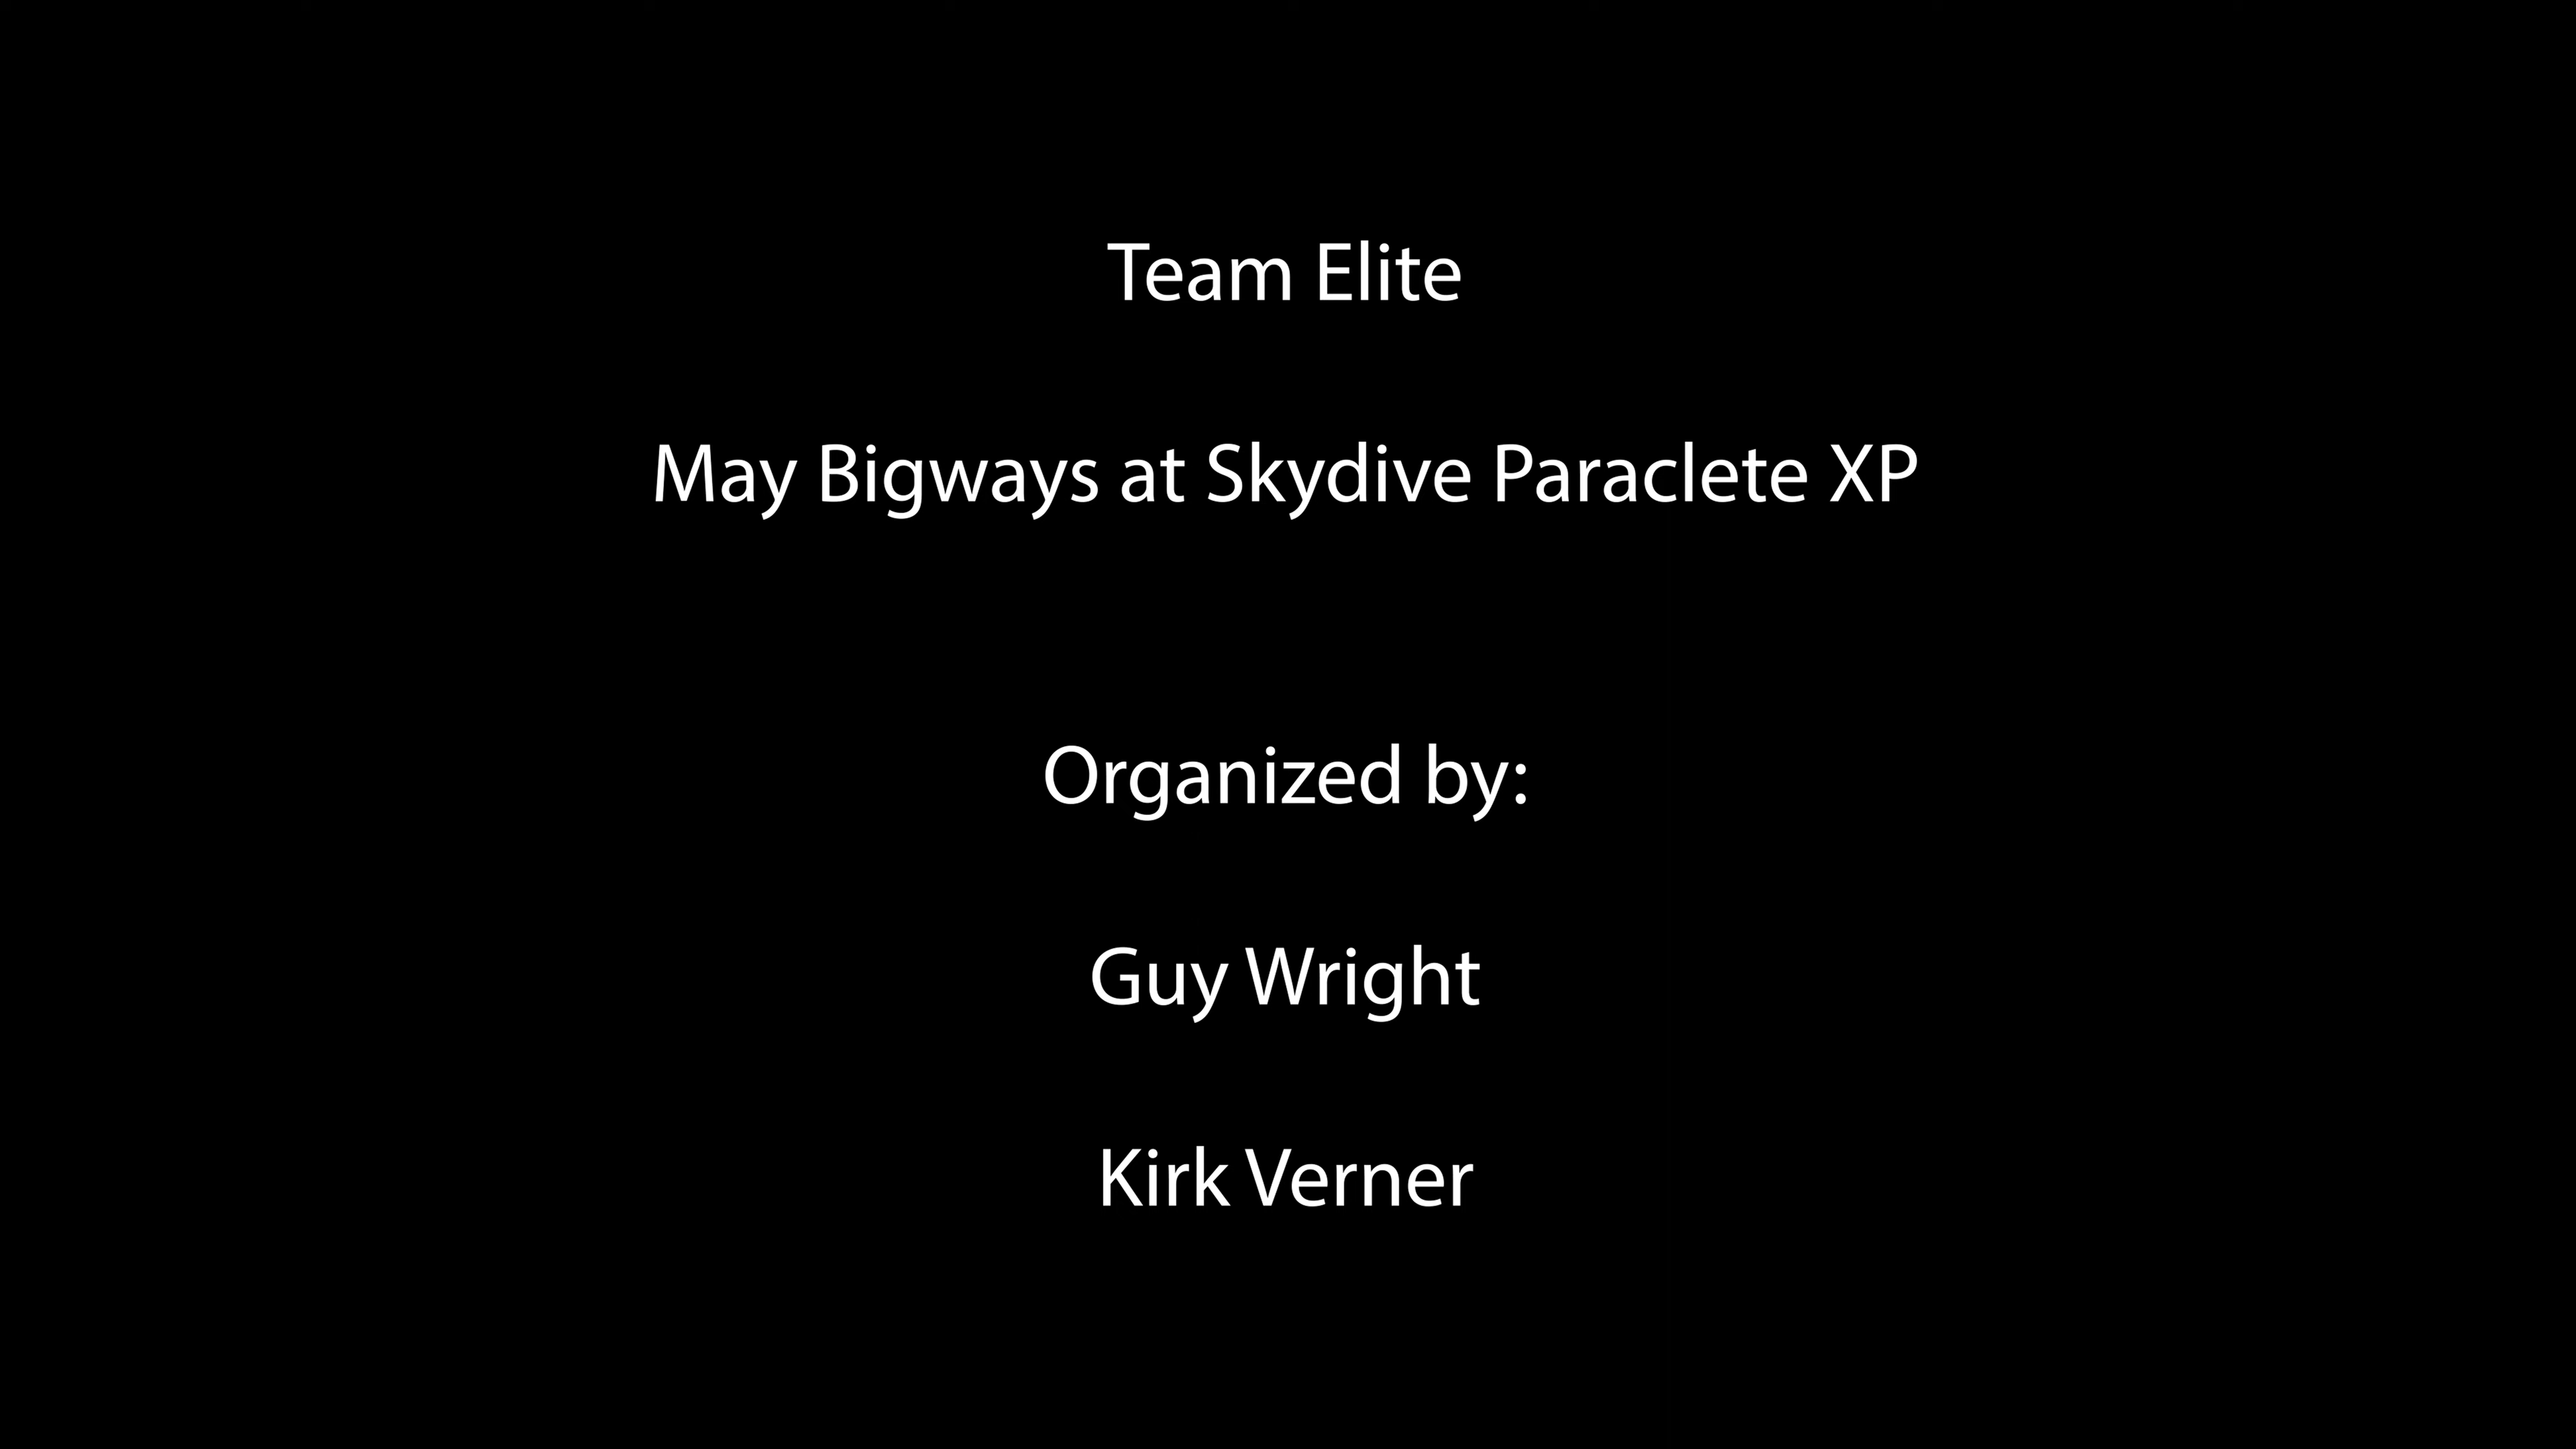 Team Elite
May Bigways at Skydive Paraclete XP
Organized by:
Guy Wright
Kirk Verner